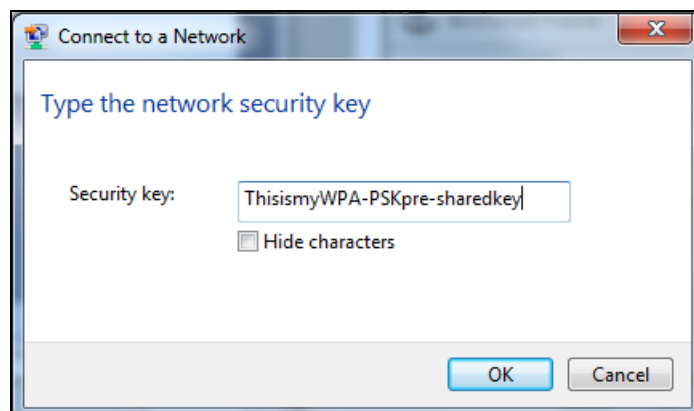 Connect to a Network
Type the network security key
Security key: ThisismyWPA-PSKpre-sharedkey
Hide characters
OK Cancel